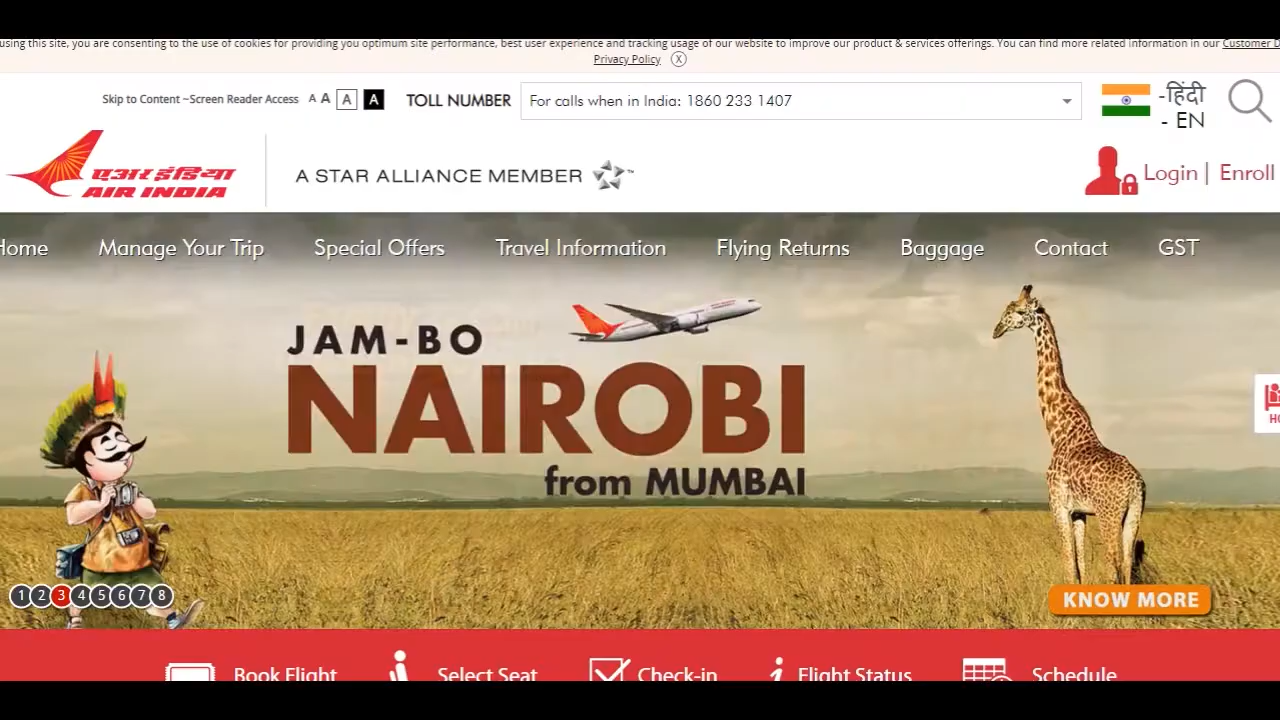 using this site, you are consenting to the use of cookies for providing you optimum site performance, best user experience and tracking usage of our website to improve our product & services offerings. You can find more related information in our Customer D
Privacy Policy X
Skip to Content ~Screen Reader Access A A A A TOLL NUMBER For calls when in India: 1860 233 1407 -हिंदी
- EN
एअर इंडिया
AIR INDIA
A STAR ALLIANCE MEMBER ™
Login | Enroll
Home Manage Your Trip Special Offers Travel Information Flying Returns Baggage Contact GST
JAM-BO
NAIROBI
from MUMBAI
HO
1 2 3 4 5 6 7 8
KNOW MORE
Book Flight Select Seat Check-in Flight Status Schedule